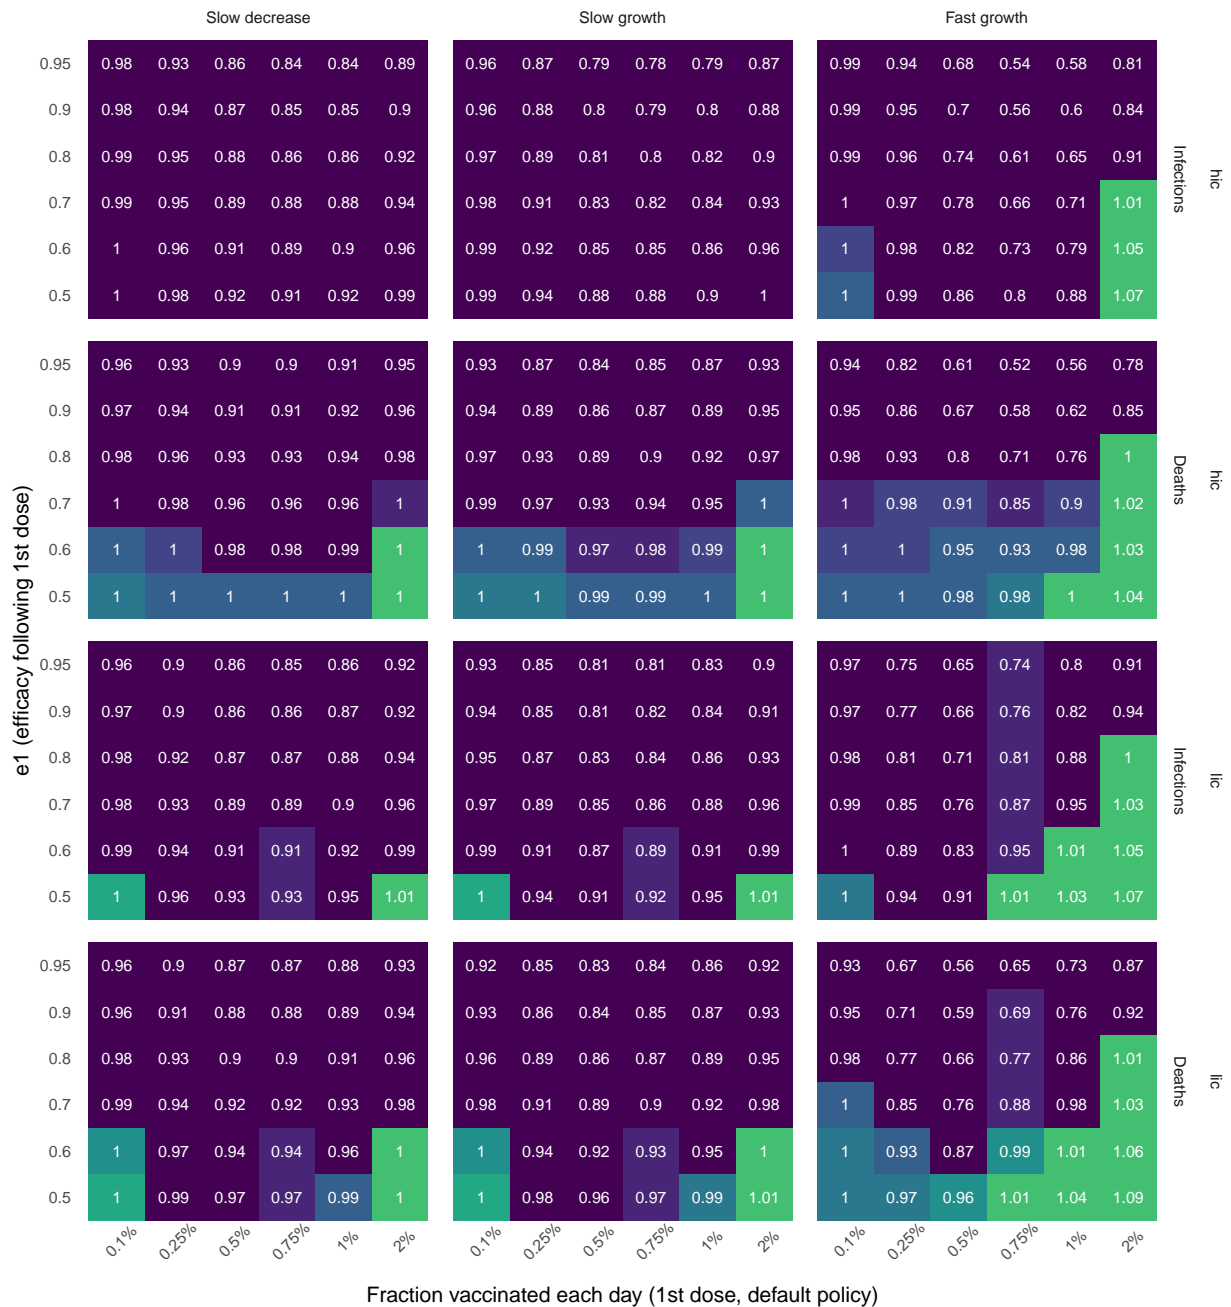 Slow decrease Slow growth Fast growth
0.95 0.98 0.93 0.86 0.84 0.84 0.89 0.96 0.87 0.79 0.78 0.79 0.87 0.99 0.94 0.68 0.54 0.58 0.81
0.9 0.98 0.94 0.87 0.85 0.85 0.9 0.96 0.88 0.8 0.79 0.8 0.88 0.99 0.95 0.7 0.56 0.6 0.84
0.8 0.99 0.95 0.88 0.86 0.86 0.92 0.97 0.89 0.81 0.8 0.82 0.9 0.99 0.96 0.74 0.61 0.65 0.91
0.7 0.99 0.95 0.89 0.88 0.88 0.94 0.98 0.91 0.83 0.82 0.84 0.93 1 0.97 0.78 0.66 0.71 1.01
0.6 1 0.96 0.91 0.89 0.9 0.96 0.99 0.92 0.85 0.85 0.86 0.96 1 0.98 0.82 0.73 0.79 1.05
0.5 1 0.98 0.92 0.91 0.92 0.99 0.99 0.94 0.88 0.88 0.9 1 1 0.99 0.86 0.8 0.88 1.07
Infections
hic
0.95 0.96 0.93 0.9 0.9 0.91 0.95 0.93 0.87 0.84 0.85 0.87 0.93 0.94 0.82 0.61 0.52 0.56 0.78
0.9 0.97 0.94 0.91 0.91 0.92 0.96 0.94 0.89 0.86 0.87 0.89 0.95 0.95 0.86 0.67 0.58 0.62 0.85
0.8 0.98 0.96 0.93 0.93 0.94 0.98 0.97 0.93 0.89 0.9 0.92 0.97 0.98 0.93 0.8 0.71 0.76 1
0.7 1 0.98 0.96 0.96 0.96 1 0.99 0.97 0.93 0.94 0.95 1 1 0.98 0.91 0.85 0.9 1.02
0.6 1 1 0.98 0.98 0.99 1 1 0.99 0.97 0.98 0.99 1 1 1 0.95 0.93 0.98 1.03
0.5 1 1 1 1 1 1 1 1 0.99 0.99 1 1 1 1 0.98 0.98 1 1.04
Deaths
hic
0.95 0.96 0.9 0.86 0.85 0.86 0.92 0.93 0.85 0.81 0.81 0.83 0.9 0.97 0.75 0.65 0.74 0.8 0.91
0.9 0.97 0.9 0.86 0.86 0.87 0.92 0.94 0.85 0.81 0.82 0.84 0.91 0.97 0.77 0.66 0.76 0.82 0.94
0.8 0.98 0.92 0.87 0.87 0.88 0.94 0.95 0.87 0.83 0.84 0.86 0.93 0.98 0.81 0.71 0.81 0.88 1
0.7 0.98 0.93 0.89 0.89 0.9 0.96 0.97 0.89 0.85 0.86 0.88 0.96 0.99 0.85 0.76 0.87 0.95 1.03
0.6 0.99 0.94 0.91 0.91 0.92 0.99 0.99 0.91 0.87 0.89 0.91 0.99 1 0.89 0.83 0.95 1.01 1.05
0.5 1 0.96 0.93 0.93 0.95 1.01 1 0.94 0.91 0.92 0.95 1.01 1 0.94 0.91 1.01 1.03 1.07
Infections
lic
0.95 0.96 0.9 0.87 0.87 0.88 0.93 0.92 0.85 0.83 0.84 0.86 0.92 0.93 0.67 0.56 0.65 0.73 0.87
0.9 0.96 0.91 0.88 0.88 0.89 0.94 0.93 0.86 0.84 0.85 0.87 0.93 0.95 0.71 0.59 0.69 0.76 0.92
0.8 0.98 0.93 0.9 0.9 0.91 0.96 0.96 0.89 0.86 0.87 0.89 0.95 0.98 0.77 0.66 0.77 0.86 1.01
0.7 0.99 0.94 0.92 0.92 0.93 0.98 0.98 0.91 0.89 0.9 0.92 0.98 1 0.85 0.76 0.88 0.98 1.03
0.6 1 0.97 0.94 0.94 0.96 1 1 0.94 0.92 0.93 0.95 1 1 0.93 0.87 0.99 1.01 1.06
0.5 1 0.99 0.97 0.97 0.99 1 1 0.98 0.96 0.97 0.99 1.01 1 0.97 0.96 1.01 1.04 1.09
Deaths
lic
0.1% 0.25% 0.5% 0.75% 1% 2% 0.1% 0.25% 0.5% 0.75% 1% 2% 0.1% 0.25% 0.5% 0.75% 1% 2%
Fraction vaccinated each day (1st dose, default policy)
e1 (efficacy following 1st dose)